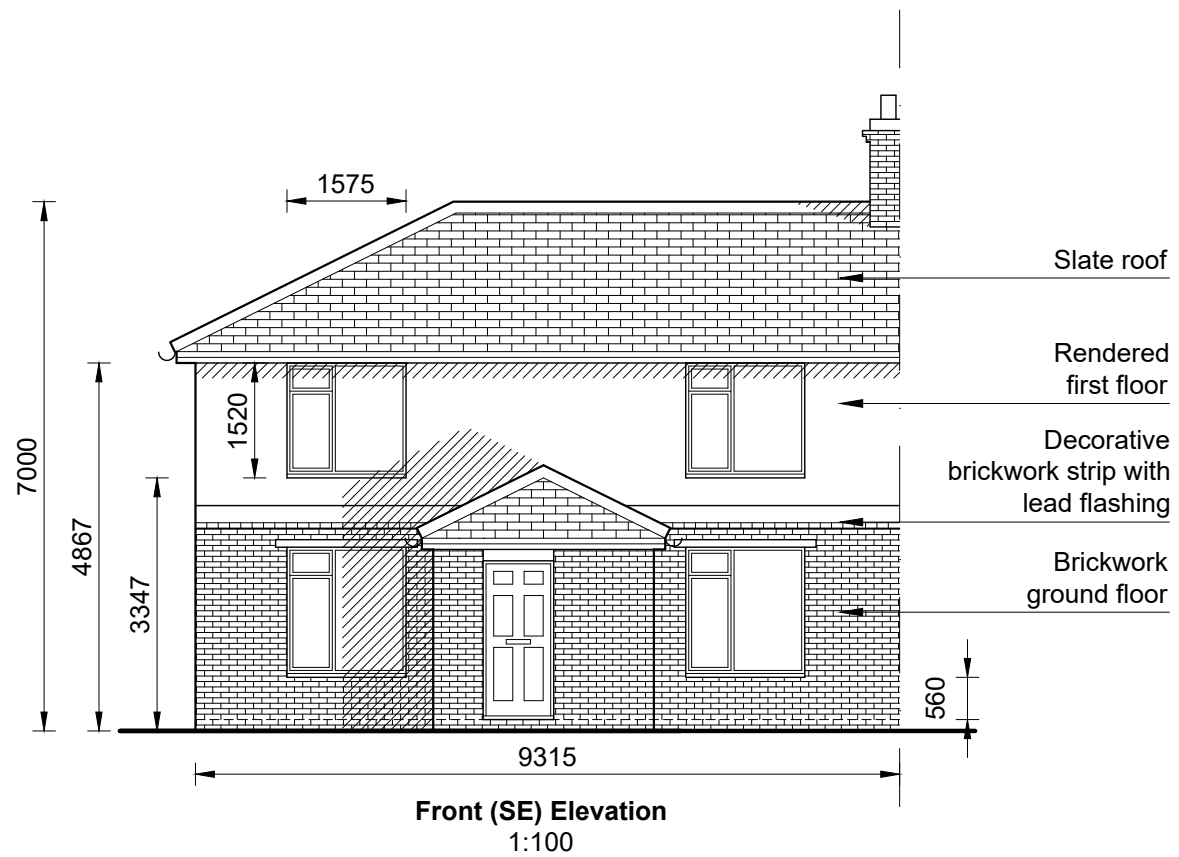 1575
Slate roof
Rendered
first floor
1520
Decorative
brickwork strip with
lead flashing
7000
4867
3347
Brickwork
ground floor
560
9315
Front (SE) Elevation
1:100